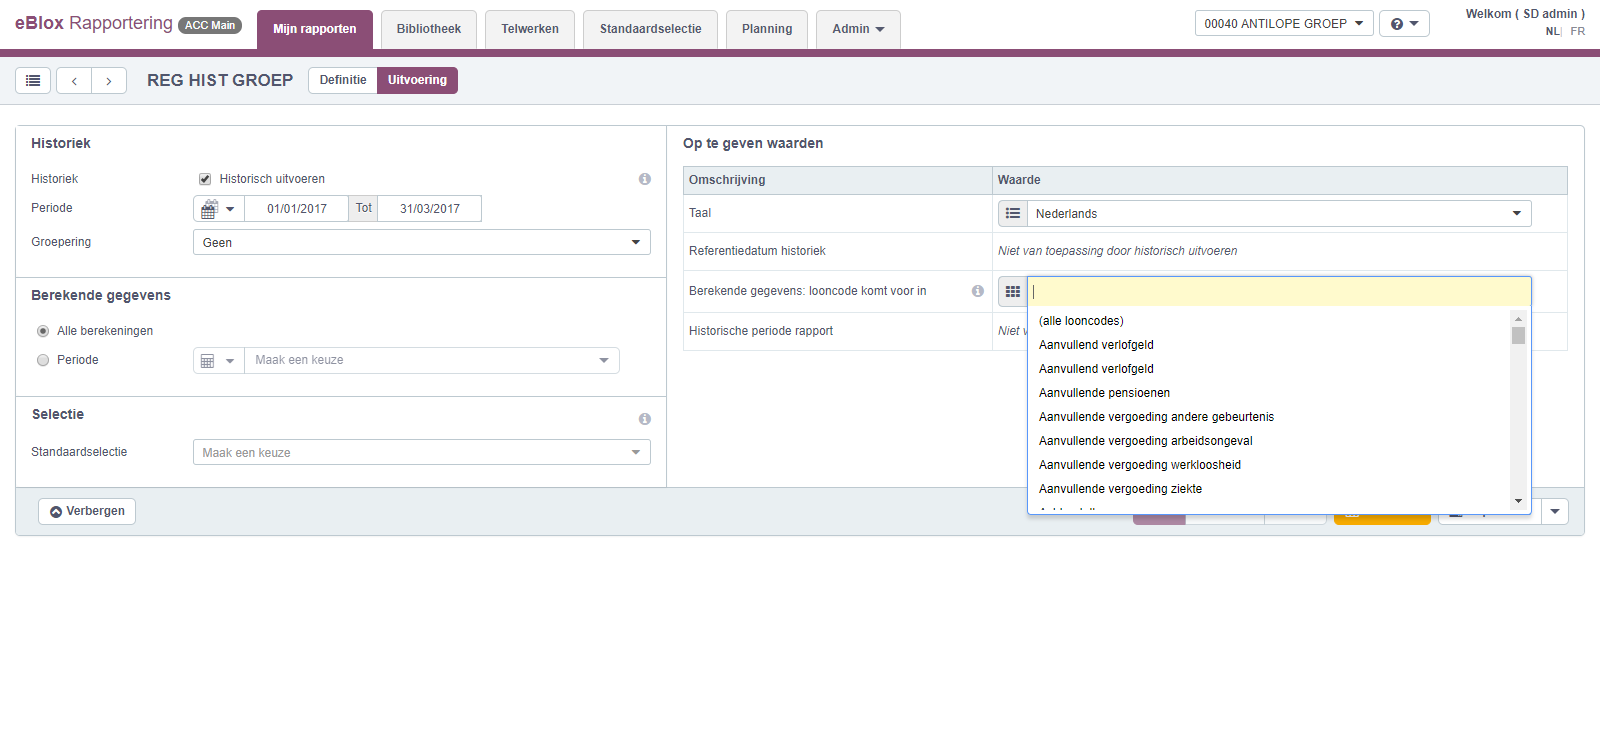 eBlox Rapportering ACC Main
Mijn rapporten
Bibliotheek
Telwerken
Standaardselectie
Planning
Admin
00040 ANTILOPE GROEP
Welkom ( SD admin )
NL| FR
REG HIST GROEP
Definitie
Uitvoering
Historiek
Historiek
Historisch uitvoeren
Periode
01/01/2017
Tot
31/03/2017
Groepering
Geen
Berekende gegevens
Alle berekeningen
Periode
Maak een keuze
Selectie
Standaardselectie
Maak een keuze
Verbergen
Op te geven waarden
Omschrijving
Waarde
Taal
Nederlands
Referentiedatum historiek
Niet van toepassing door historisch uitvoeren
Berekende gegevens: looncode komt voor in
Historische periode rapport
Niet
(alle looncodes)
Aanvullend verlofgeld
Aanvullend verlofgeld
Aanvullende pensioenen
Aanvullende vergoeding andere gebeurtenis
Aanvullende vergoeding arbeidsongeval
Aanvullende vergoeding werkloosheid
Aanvullende vergoeding ziekte